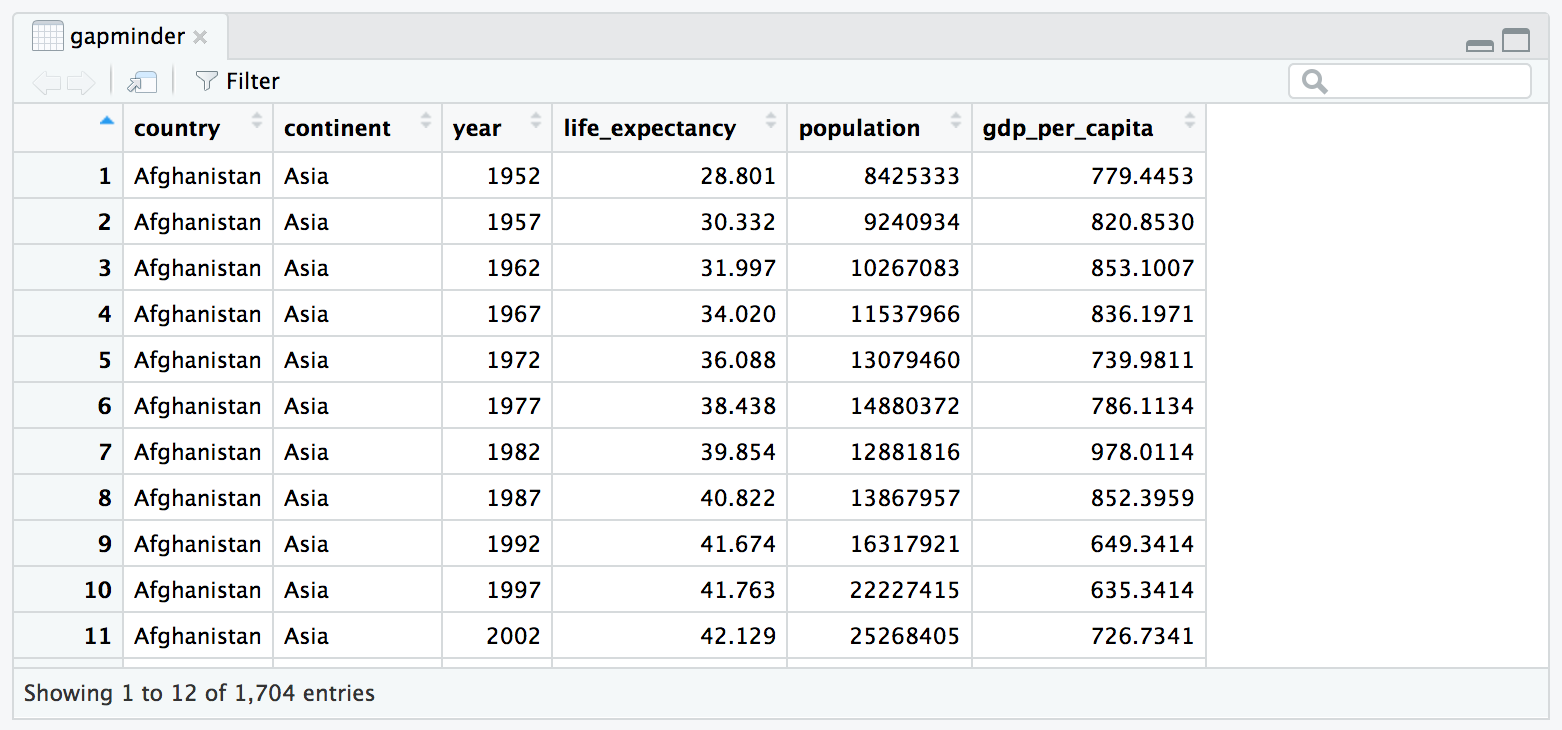 gapminder
Filter
country continent year life_expectancy population gdp_per_capita
1 Afghanistan Asia 1952 28.801 8425333 779.4453
2 Afghanistan Asia 1957 30.332 9240934 820.8530
3 Afghanistan Asia 1962 31.997 10267083 853.1007
4 Afghanistan Asia 1967 34.020 11537966 836.1971
5 Afghanistan Asia 1972 36.088 13079460 739.9811
6 Afghanistan Asia 1977 38.438 14880372 786.1134
7 Afghanistan Asia 1982 39.854 12881816 978.0114
8 Afghanistan Asia 1987 40.822 13867957 852.3959
9 Afghanistan Asia 1992 41.674 16317921 649.3414
10 Afghanistan Asia 1997 41.763 22227415 635.3414
11 Afghanistan Asia 2002 42.129 25268405 726.7341
Showing 1 to 12 of 1,704 entries